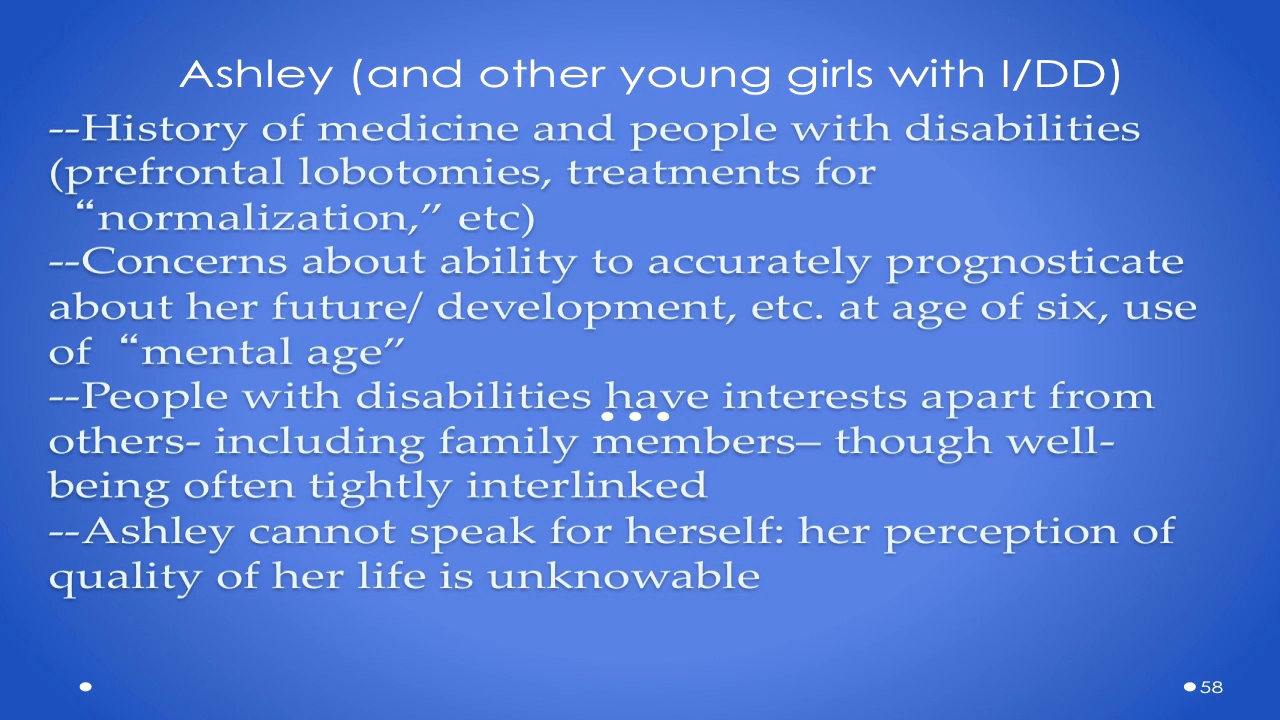 Ashley (and other young girls with I/DD)
--History of medicine and people with disabilities
(prefrontal lobotomies, treatments for
“normalization,” etc)
--Concerns about ability to accurately prognosticate
about her future/ development, etc. at age of six, use
of “mental age”
--People with disabilities have interests apart from
others- including family members– though well-
being often tightly interlinked
--Ashley cannot speak for herself: her perception of
quality of her life is unknowable
58